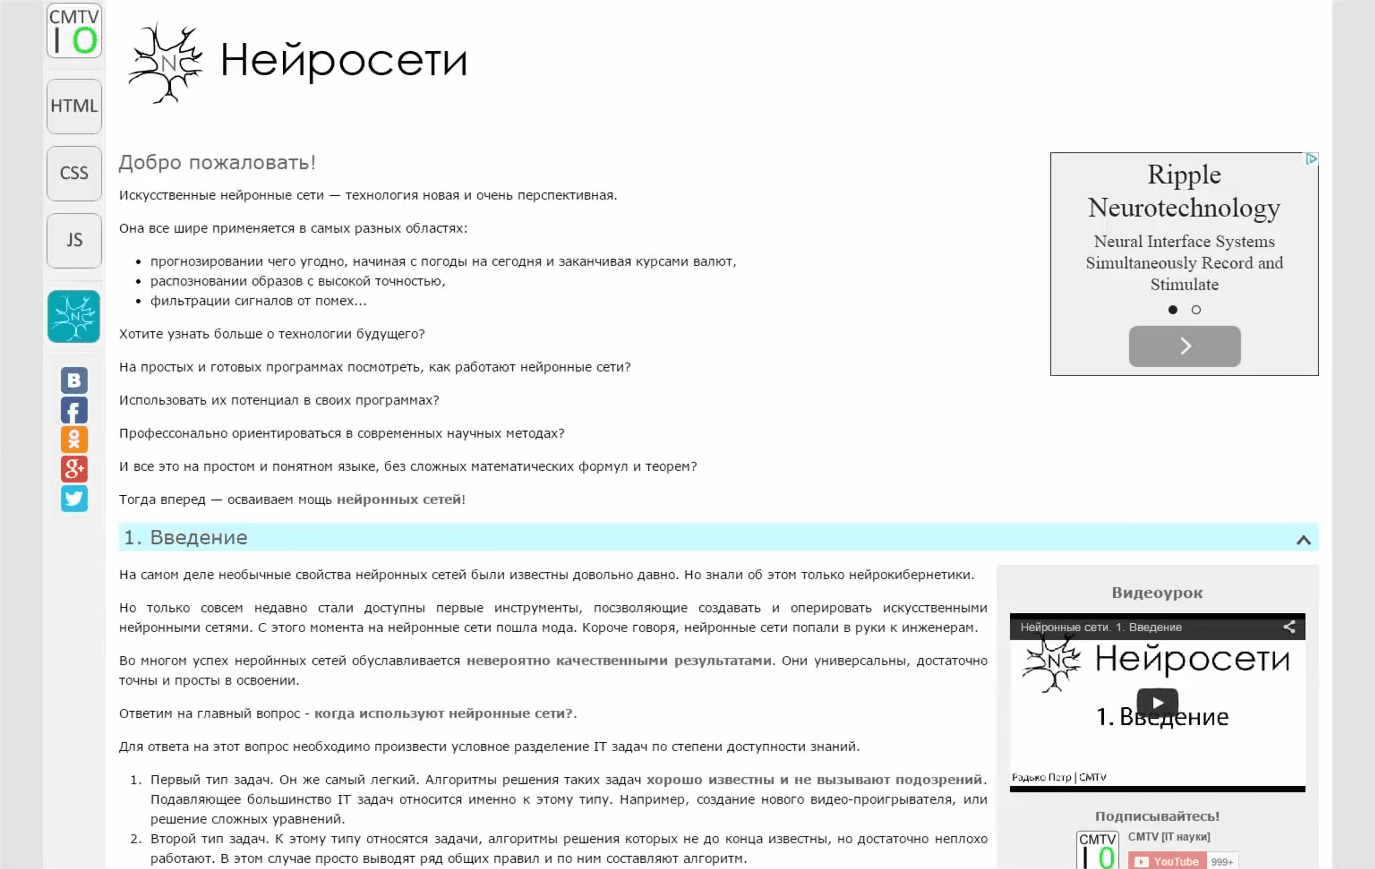 CMTV
IO
HTML
CSS
JS
N
Нейросети
Добро пожаловать!
Искусственные нейронные сети — технология новая и очень перспективная.
Она все шире применяется в самых разных областях:
• прогнозировании чего угодно, начиная с погоды на сегодня и заканчивая курсами валют,
• распозновании образов с высокой точностью,
• фильтрации сигналов от помех...
Хотите узнать больше о технологии будущего?
На простых и готовых программах посмотреть, как работают нейронные сети?
Использовать их потенциал в своих программах?
Профессонально ориентироваться в современных научных методах?
И все это на простом и понятном языке, без сложных математических формул и теорем?
Тогда вперед — осваиваем мощь нейронных сетей!
Ripple
Neurotechnology
Neural Interface Systems
Simultaneously Record and
Stimulate
1. Введение
На самом деле необычные свойства нейронных сетей были известны довольно давно. Но знали об этом только нейрокибернетики.
Но только совсем недавно стали доступны первые инструменты, посзволяющие создавать и оперировать искусственными
нейронными сетями. С этого момента на нейронные сети пошла мода. Короче говоря, нейронные сети попали в руки к инженерам.
Во многом успех неройнных сетей обуславливается невероятно качественными результатами. Они универсальны, достаточно
точны и просты в освоении.
Ответим на главный вопрос - когда используют нейронные сети?.
Для ответа на этот вопрос необходимо произвести условное разделение IT задач по степени доступности знаний.
1. Первый тип задач. Он же самый легкий. Алгоритмы решения таких задач хорошо известны и не вызывают подозрений.
Подавляющее большинство IT задач относится именно к этому типу. Например, создание нового видео-проигрывателя, или
решение сложных уравнений.
2. Второй тип задач. К этому типу относятся задачи, алгоритмы решения которых не до конца известны, но достаточно неплохо
работают. В этом случае просто выводят ряд общих правил и по ним составляют алгоритм.
Видеоурок
Нейронные сети. 1. Введение
NC Нейросети
1. Введение
Радько Петр | CMTV
Подписывайтесь!
CMTV
IO
CMTV [IT науки]
YouTube 999+